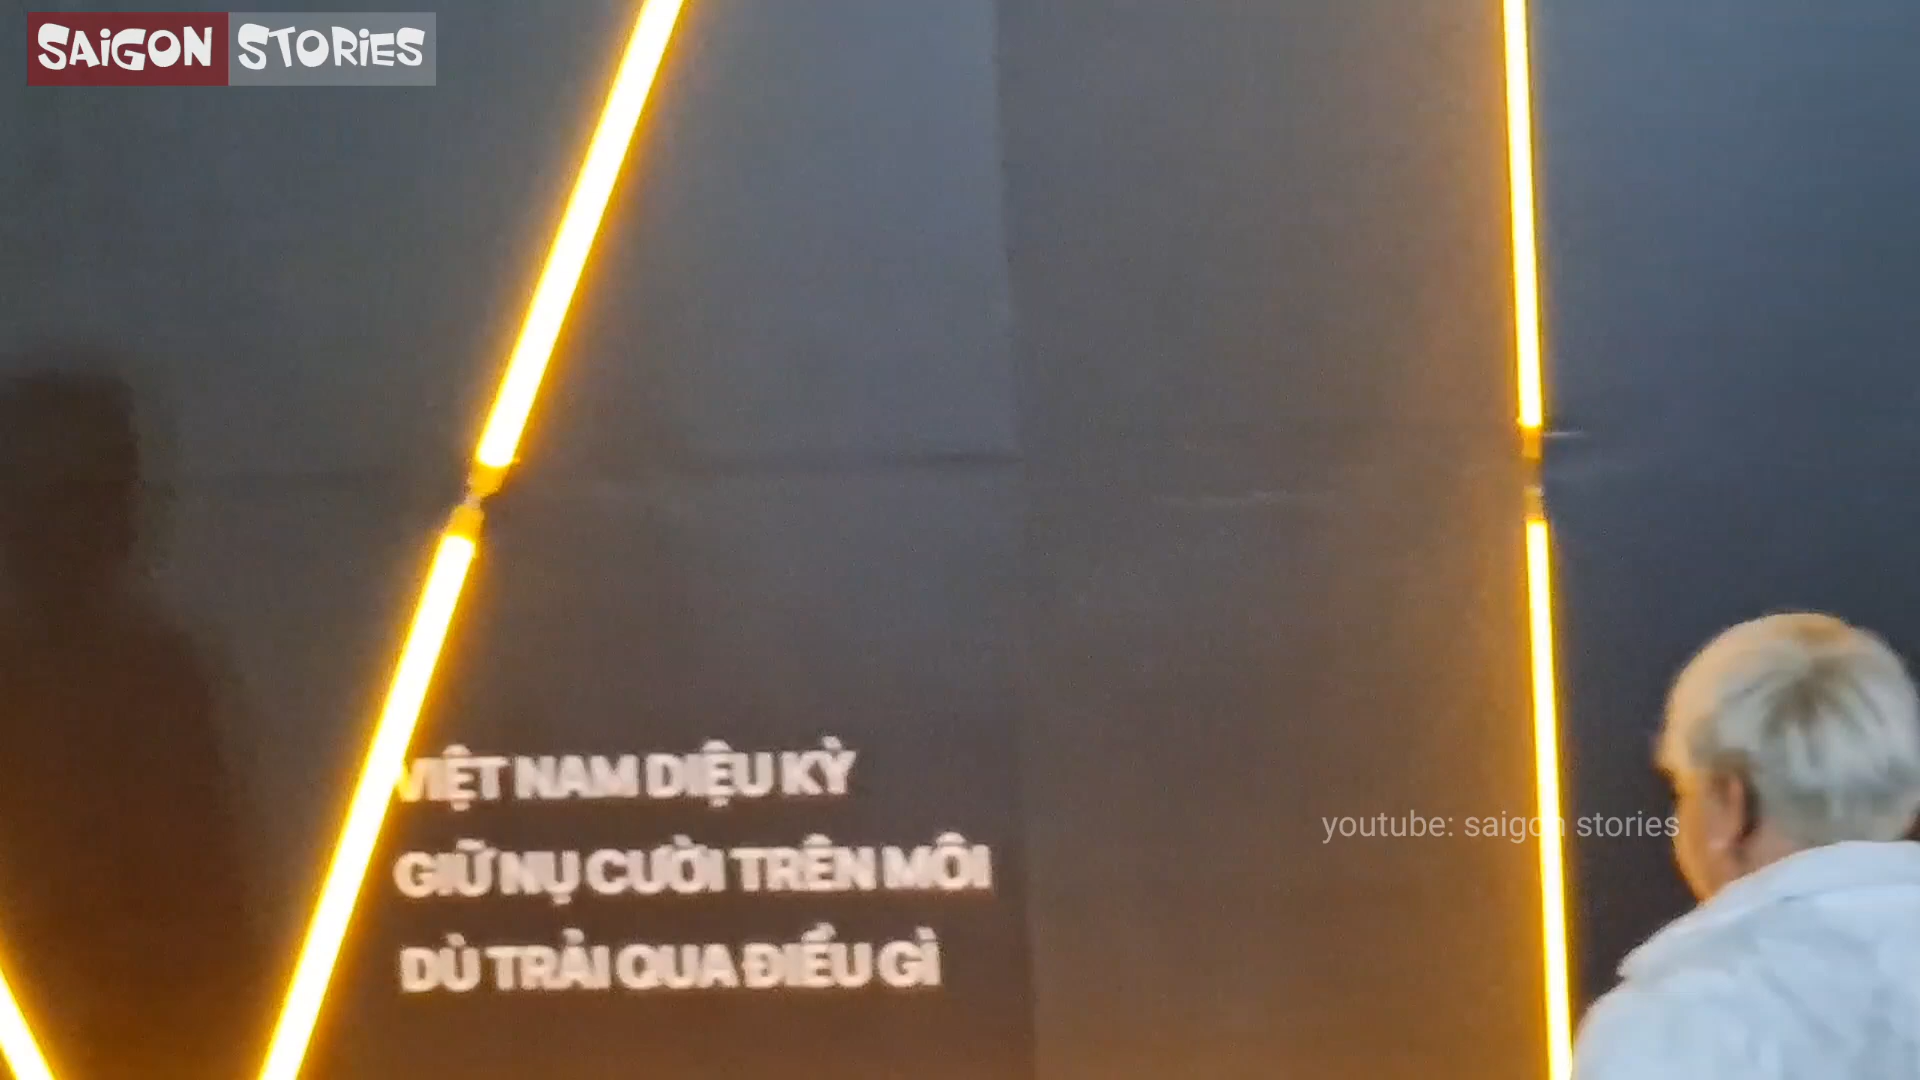 SAiGON STORiES
VIỆT NAM DIỆU KỲ
GIỮ NỤ CƯỜI TRÊN MÔI
DÙ TRẢI QUA ĐIỀU GÌ
youtube: saigon stories